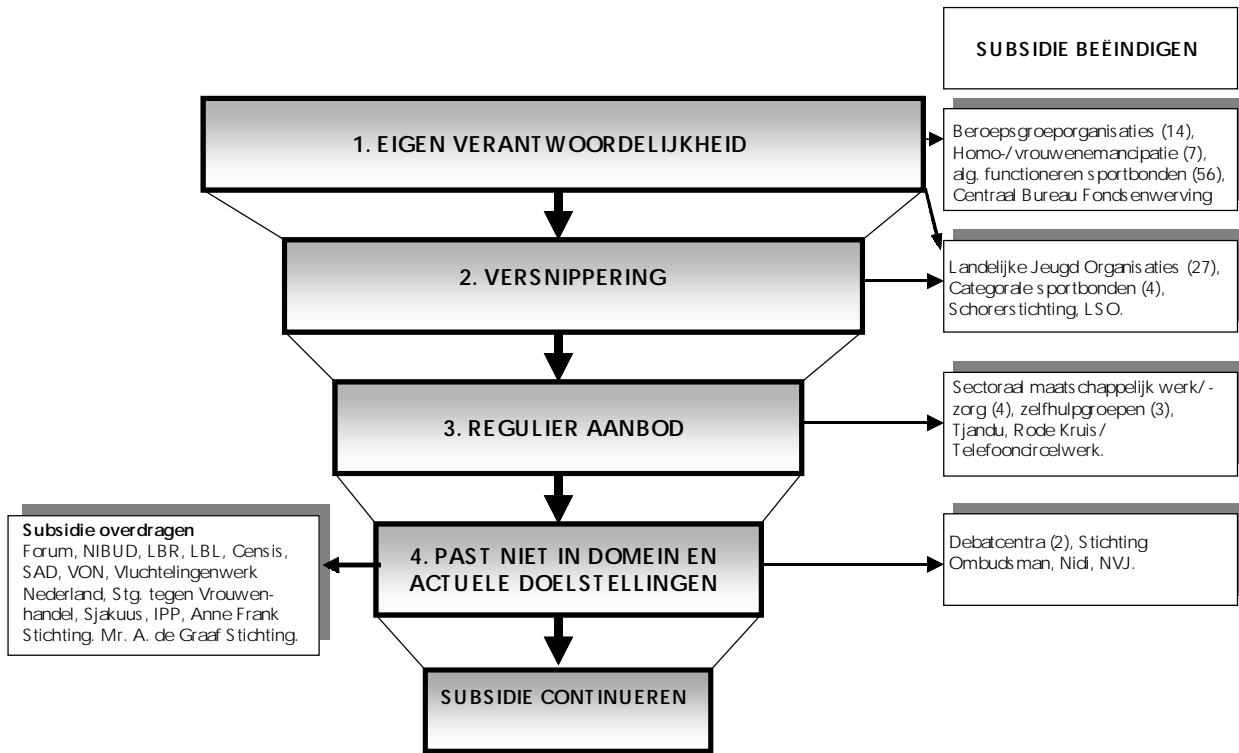 SUBSIDIE BEËINDIGEN
1. EIGEN VERANTWOORDELIJKHEID
Beroepsgroeporganisaties (14),
Homo-/vrouwenemancipatie (7),
alg. functioneren sportbonden (56),
Centraal Bureau Fondsenwerving
2. VERSNIPPERING
Landelijke Jeugd Organisaties (27),
Categorale sportbonden (4),
Schorerstichting, LSO.
3. REGULIER AANBOD
Sectoraal maatschappelijk werk/-
zorg (4), zelfhulpgroepen (3),
Tjandu, Rode Kruis/
Telefooncircelwerk.
Subsidie overdragen
Forum, NIBUD, LBR, LBL, Censis,
SAD, VON, Vluchtelingenwerk
Nederland, Stg. tegen Vrouwen-
handel, Sjakuus, IPP, Anne Frank
Stichting. Mr. A. de Graaf Stichting.
4. PAST NIET IN DOMEIN EN
ACTUELE DOELSTELLINGEN
Debatcentra (2), Stichting
Ombudsman, Nidi, NVJ.
SUBSIDIE CONTINUEREN